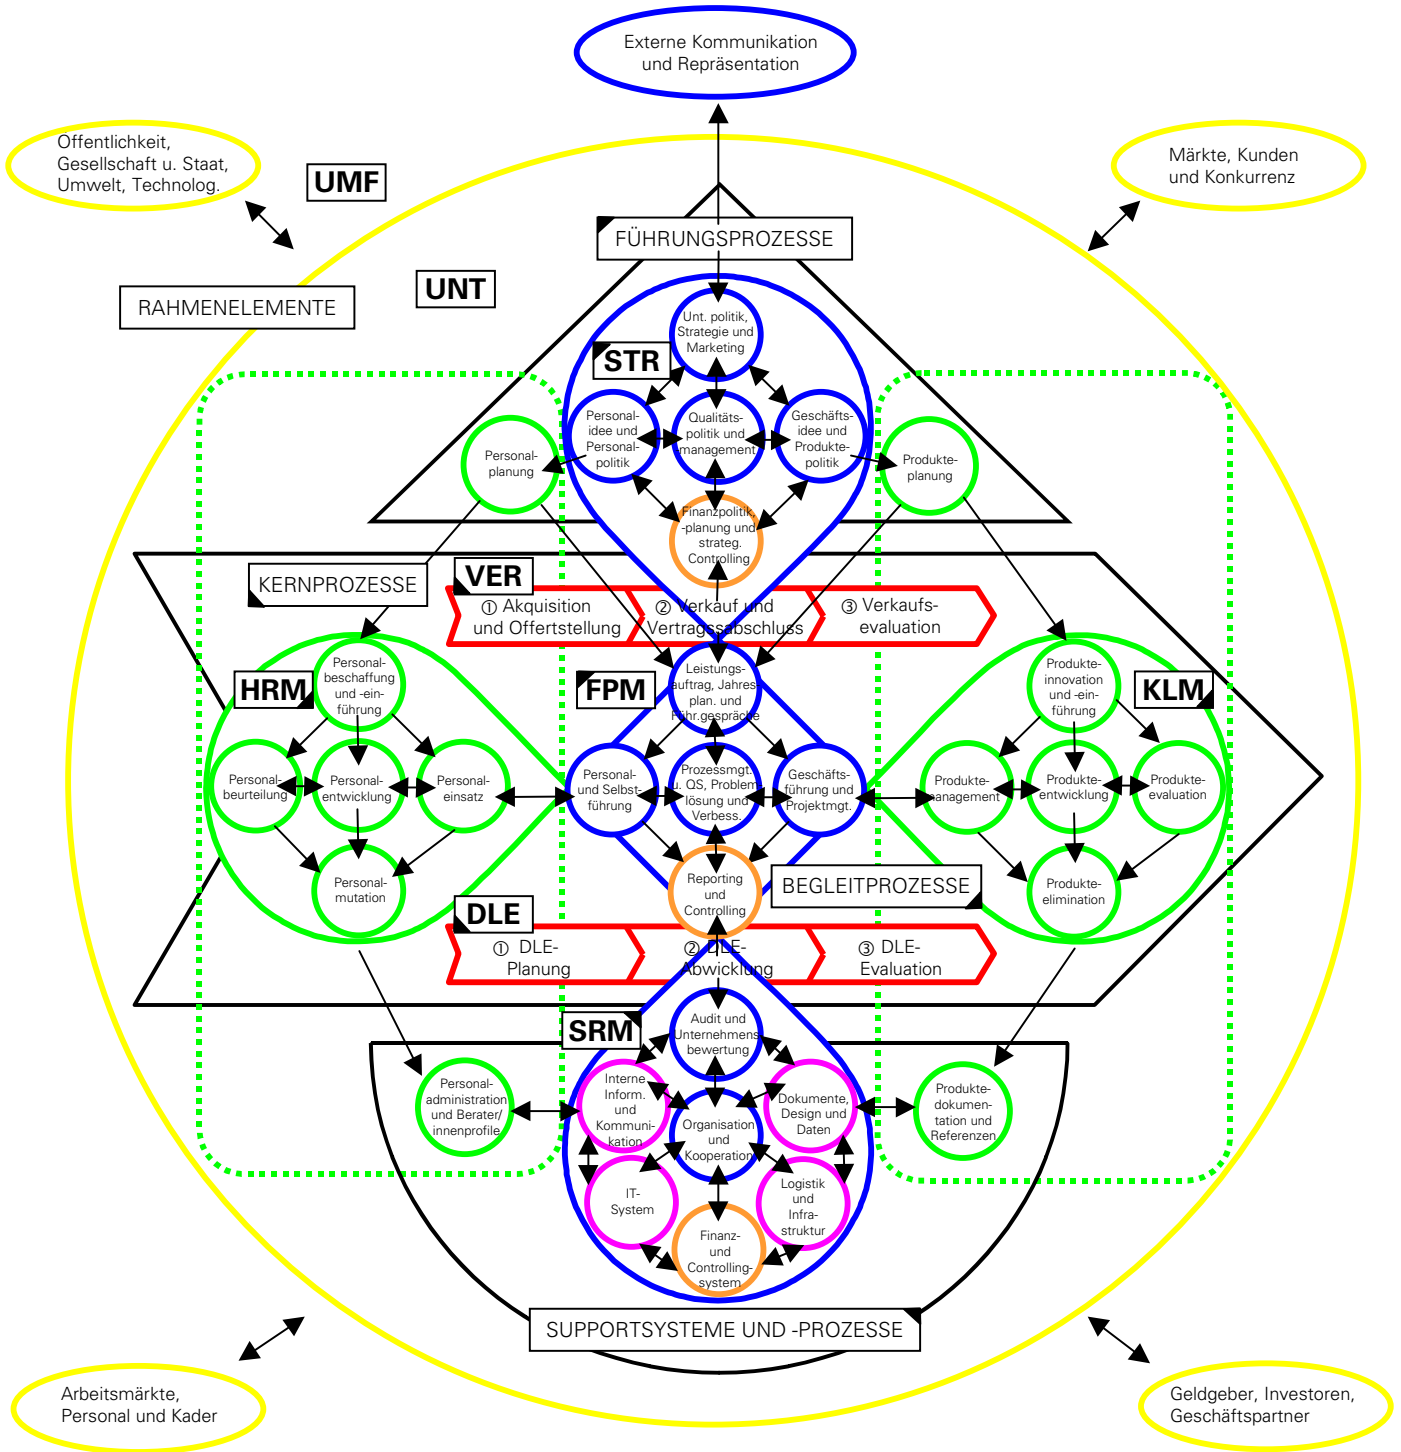 Externe Kommunikation
und Repräsentation
Öffentlichkeit,
Gesellschaft u. Staat,
Umwelt, Technolog.
UMF
Märkte, Kunden
und Konkurrenz
FÜHRUNGSPROZESSE
UNT
RAHMENELEMENTE
Unt. politik,
Strategie und
Marketing
STR
Personal-
idee und
Personal-
politik
Qualitäts-
politik und
management
Geschäfts-
idee und
Produkte-
politik
Personal-
planung
Produkte-
planung
Finanzpolitik,
-planung und
strateg.
Controlling
KERNPROZESSE
VER
① Akquisition
und Offertstellung
② Verkauf und
Vertragssabschluss
③ Verkaufs-
evaluation
HRM
Personal-
beschaffung
und -ein-
führung
FPM
Leistungs-
auftrag, Jahres-
plan. und
Führ.gespräche
Produkte-
innovation
und -ein-
führung
KLM
Personal-
beurteilung
Personal-
entwicklung
Personal-
einsatz
Personal-
und Selbst-
führung
Prozessmgt.
u. QS, Problem-
lösung und
Verbess.
Geschäfts-
führung und
Projektmgt.
Produkte-
management
Produkte-
entwicklung
Produkte-
evaluation
Personal-
mutation
Reporting
und
Controlling
BEGLEITPROZESSE
Produkte-
elimination
DLE
① DLE-
Planung
② DLE-
Abwicklung
③ DLE-
Evaluation
SRM
Audit und
Unternehmens
bewertung
Personal-
administration
und Berater/
innenprofile
Interne
Inform.
und
Kommuni-
kation
Organisation
und
Kooperation
Dokumente,
Design und
Daten
Produkte-
dokumen-
tation und
Referenzen
IT-
System
Logistik
und
Infra-
struktur
Finanz-
und
Controlling-
system
SUPPORTSYSTEME UND -PROZESSE
Arbeitsmärkte,
Personal und Kader
Geldgeber, Investoren,
Geschäftspartner